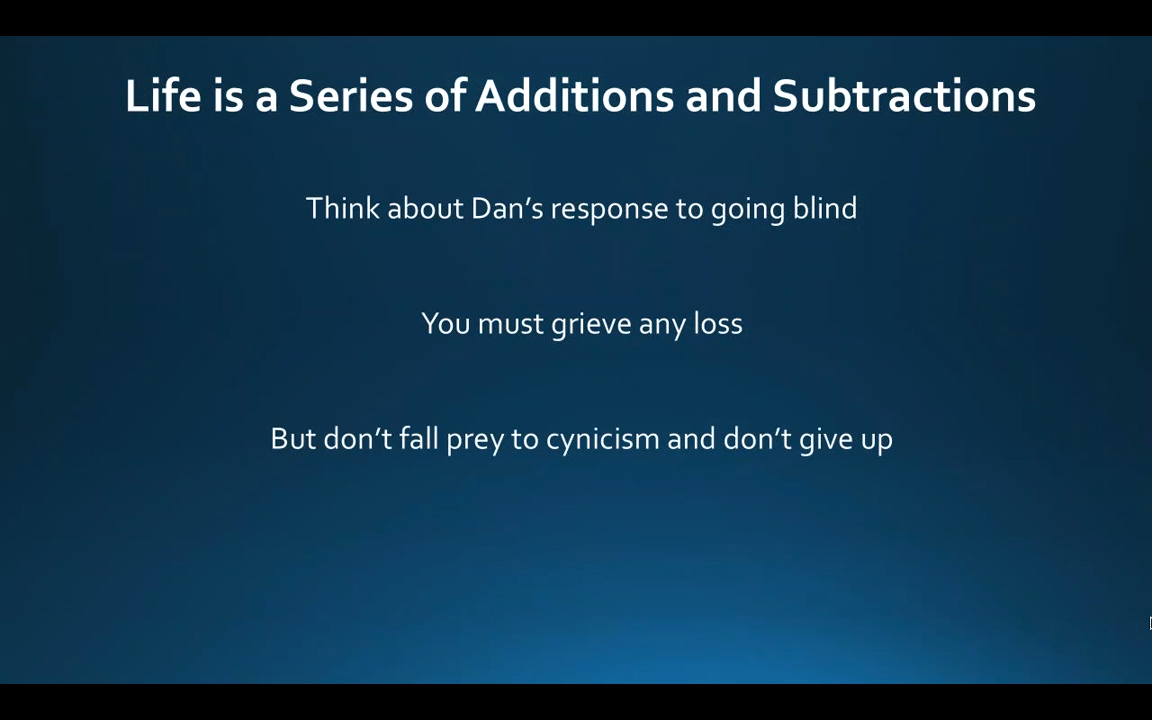 Life is a Series of Additions and Subtractions
Think about Dan’s response to going blind
You must grieve any loss
But don’t fall prey to cynicism and don’t give up